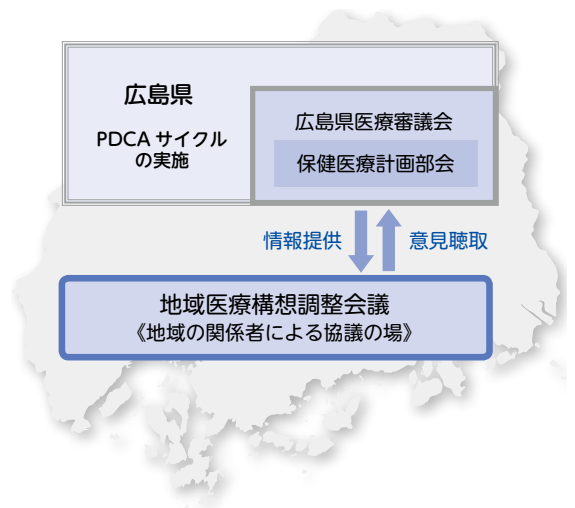 広島県
PDCA サイクル
の実施
広島県医療審議会
保健医療計画部会
情報提供
意見聴取
地域医療構想調整会議
《地域の関係者による協議の場》